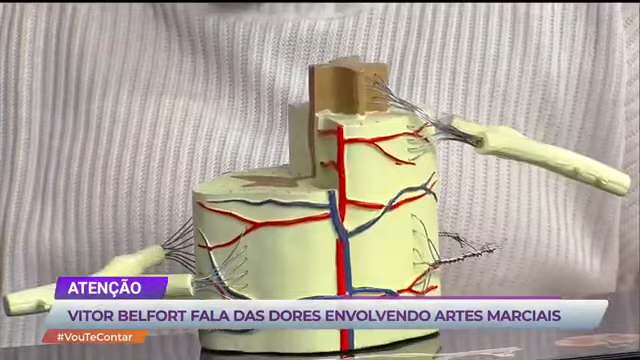 ATENÇÃO
VITOR BELFORT FALA DAS DORES ENVOLVENDO ARTES MARCIAIS
#VouTeContar